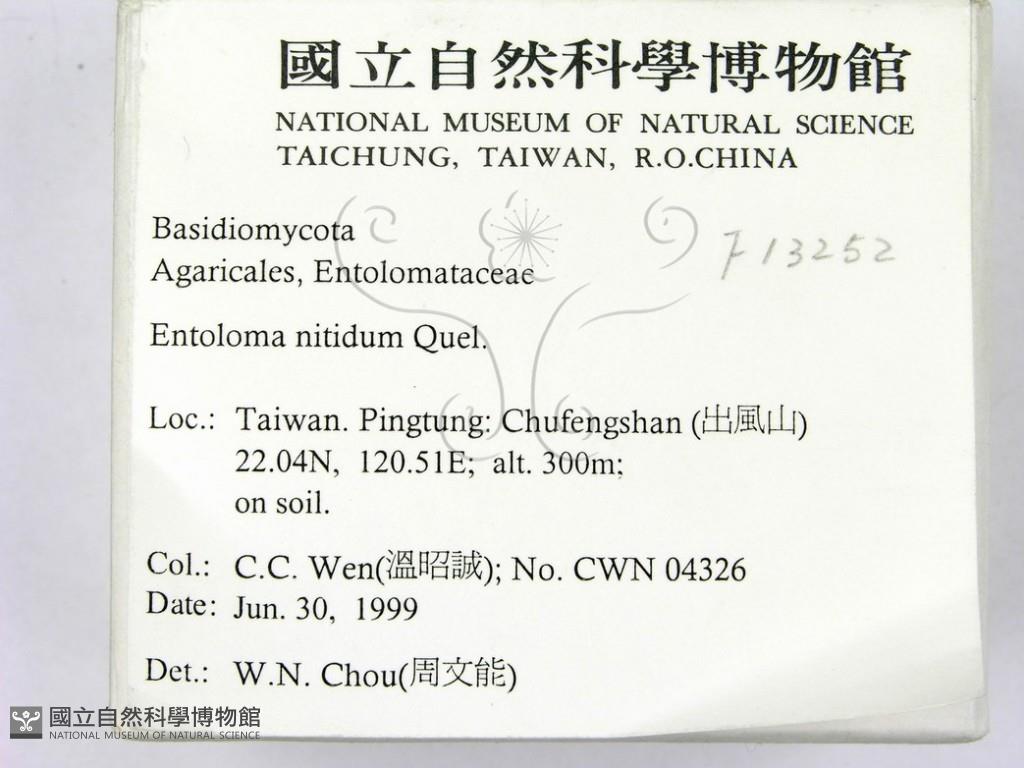 國立自然科學博物館
NATIONAL MUSEUM OF NATURAL SCIENCE
TAICHUNG, TAIWAN, R.O.CHINA
Basidiomycota
F13252
Agaricales, Entolomataceae
Entoloma nitidum Quel.
Loc.: Taiwan. Pingtung: Chufengshan (出風山)
22.04N, 120.51E; alt. 300m;
on soil.
Col.: C.C. Wen(溫昭誠); No. CWN 04326
Date: Jun. 30, 1999
Det.: W.N. Chou(周文能)
國立自然科學博物館
NATIONAL MUSEUM OF NATURAL SCIENCE